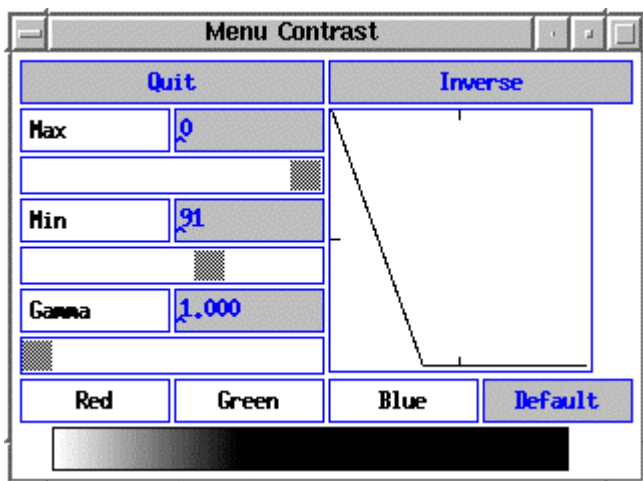 Menu Contrast
Quit Inverse
Max 0
Min 91
Gamma 1.000
Red Green Blue Default